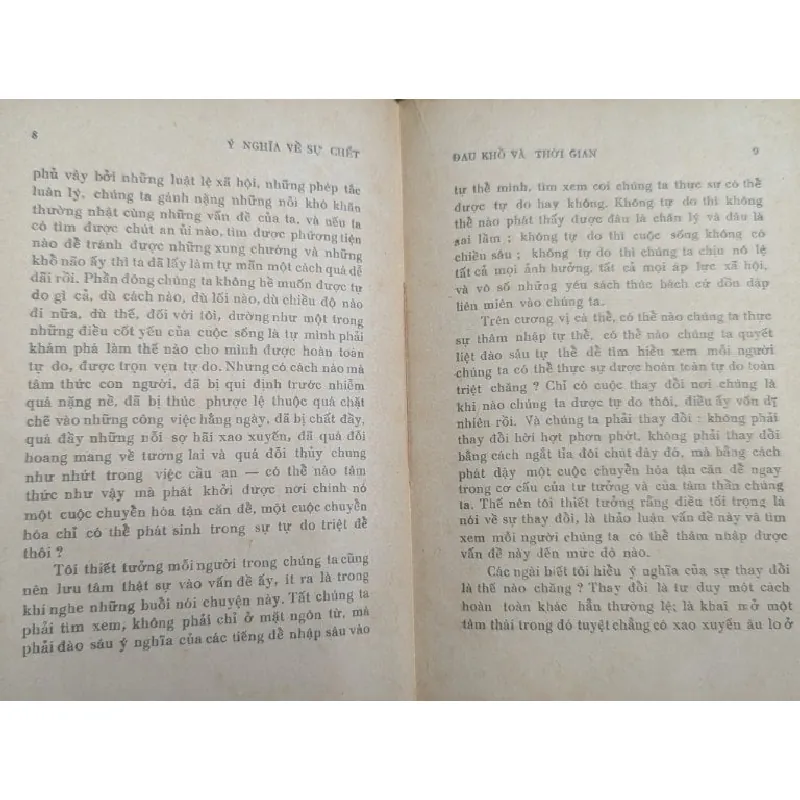 8
Ý NGHĨA VỀ SỰ CHẾT
phủ vây bởi những luật lệ xã hội, những phép tắc
luân lý, chúng ta gánh nặng những nỗi khó khăn
thường nhật cùng những vấn đề của ta, và nếu ta
có tìm được chút an ủi nào, tìm được phương tiện
nào để tránh được những xung chướng và những
khổ não ấy thì ta đã lấy làm tự mãn một cách quá dễ
dãi rồi. Phần đông chúng ta không hề muốn được tự
do gì cả, dù cách nào, dù lối nào, dù chiều độ nào
đi nữa, dù thế, đối với tôi, dường như một trong
những điều cốt yếu của cuộc sống là tự mình phải
khám phá làm thế nào cho mình được hoàn toàn
tự do, được trọn vẹn tự do. Nhưng có cách nào mà
tâm thức con người, đã bị qui định trước nhiễm
quá nặng nề, đã bị thúc phược lệ thuộc quá chặt
chẽ vào những công việc hằng ngày, đã bị chất đầy,
quá đầy những nỗi sợ hãi xao xuyến, đã quá đỗi
hoang mang về tương lai và quá đỗi thủy chung
như nhứt trong việc cầu an — có thể nào tâm
thức như vậy mà phát khởi được nơi chính nó
một cuộc chuyển hóa tận căn đề, một cuộc chuyển
hóa chỉ có thể phát sinh trong sự tự do triệt để
thôi ?
Tôi thiết tưởng mỗi người trong chúng ta cũng
nên lưu tâm thật sự vào vấn đề ấy, ít ra là trong
khi nghe những buổi nói chuyện này. Tất chúng ta
phải tìm xem, không phải chỉ ở mặt ngôn từ, mà
phải đào sâu ý nghĩa của các tiếng để nhập sâu vào
ĐAU KHỔ VÀ THỜI GIAN
9
tự thể mình, tìm xem coi chúng ta thực sự có thể
được tự do hay không. Không tự do thì không
thể nào phát thấy được đâu là chân lý và đâu là
sai lầm ; không tự do thì cuộc sống không có
chiều sâu ; không tự do thì chúng ta chịu nô lệ
tất cả mọi ảnh hưởng, tất cả mọi áp lực xã hội,
và vô số những yêu sách thúc bách cứ dồn dập
liên miên vào chúng ta.
Trên cương vị cá thể, có thể nào chúng ta thực
sự thâm nhập tự thể, có thể nào chúng ta quyết
liệt đào sâu tự thể để tìm hiểu xem mỗi người
chúng ta có thể thực sự được hoàn toàn tự do toàn
triệt chăng ? Chỉ có cuộc thay đổi nơi chúng ta là
khi nào chúng ta được tự do thôi, điều ấy vốn dĩ
nhiên rồi. Và chúng ta phải thay đổi : không phải
thay đổi hời hợt phơn phớt, không phải thay đổi
bằng cách ngắt tỉa đôi chút đây đó, mà bằng cách
phát dậy một cuộc chuyển hóa tận căn đề ngay
trong cơ cấu của tư tưởng và của tâm thần chúng
ta. Thế nên tôi thiết tưởng rằng điều tối trọng là
nói về sự thay đổi, là thảo luận vấn đề này và tìm
xem mỗi người chúng ta có thể thâm nhập được
vấn đề này đến mức độ nào.
Các ngài biết tôi hiểu ý nghĩa của sự thay đổi
là thế nào chăng ? Thay đổi là tư duy một cách
hoàn toàn khác hẳn thường lệ; là khai mở một
tâm thái trong đó tuyệt chẳng có xao xuyến âu lo ở